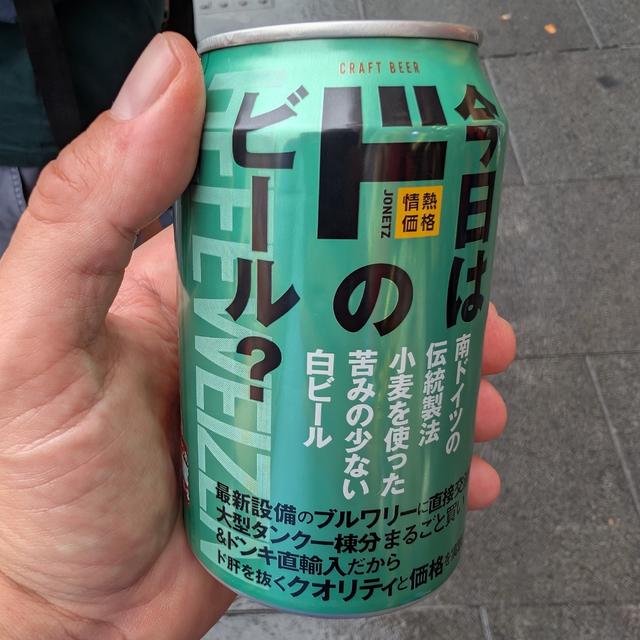 CRAFT BEER
今日は
ドの
ビール?
JONETZ
情熱
価格
南ドイツの
伝統製法
小麦を使った
苦みの少ない
白ビール
HEFEWEIZEN
最新設備のブルワリーに直接交
大型タンク一棟分まるごと買い
&ドンキ直輸入だから
ド肝を抜くクオリティと価格を